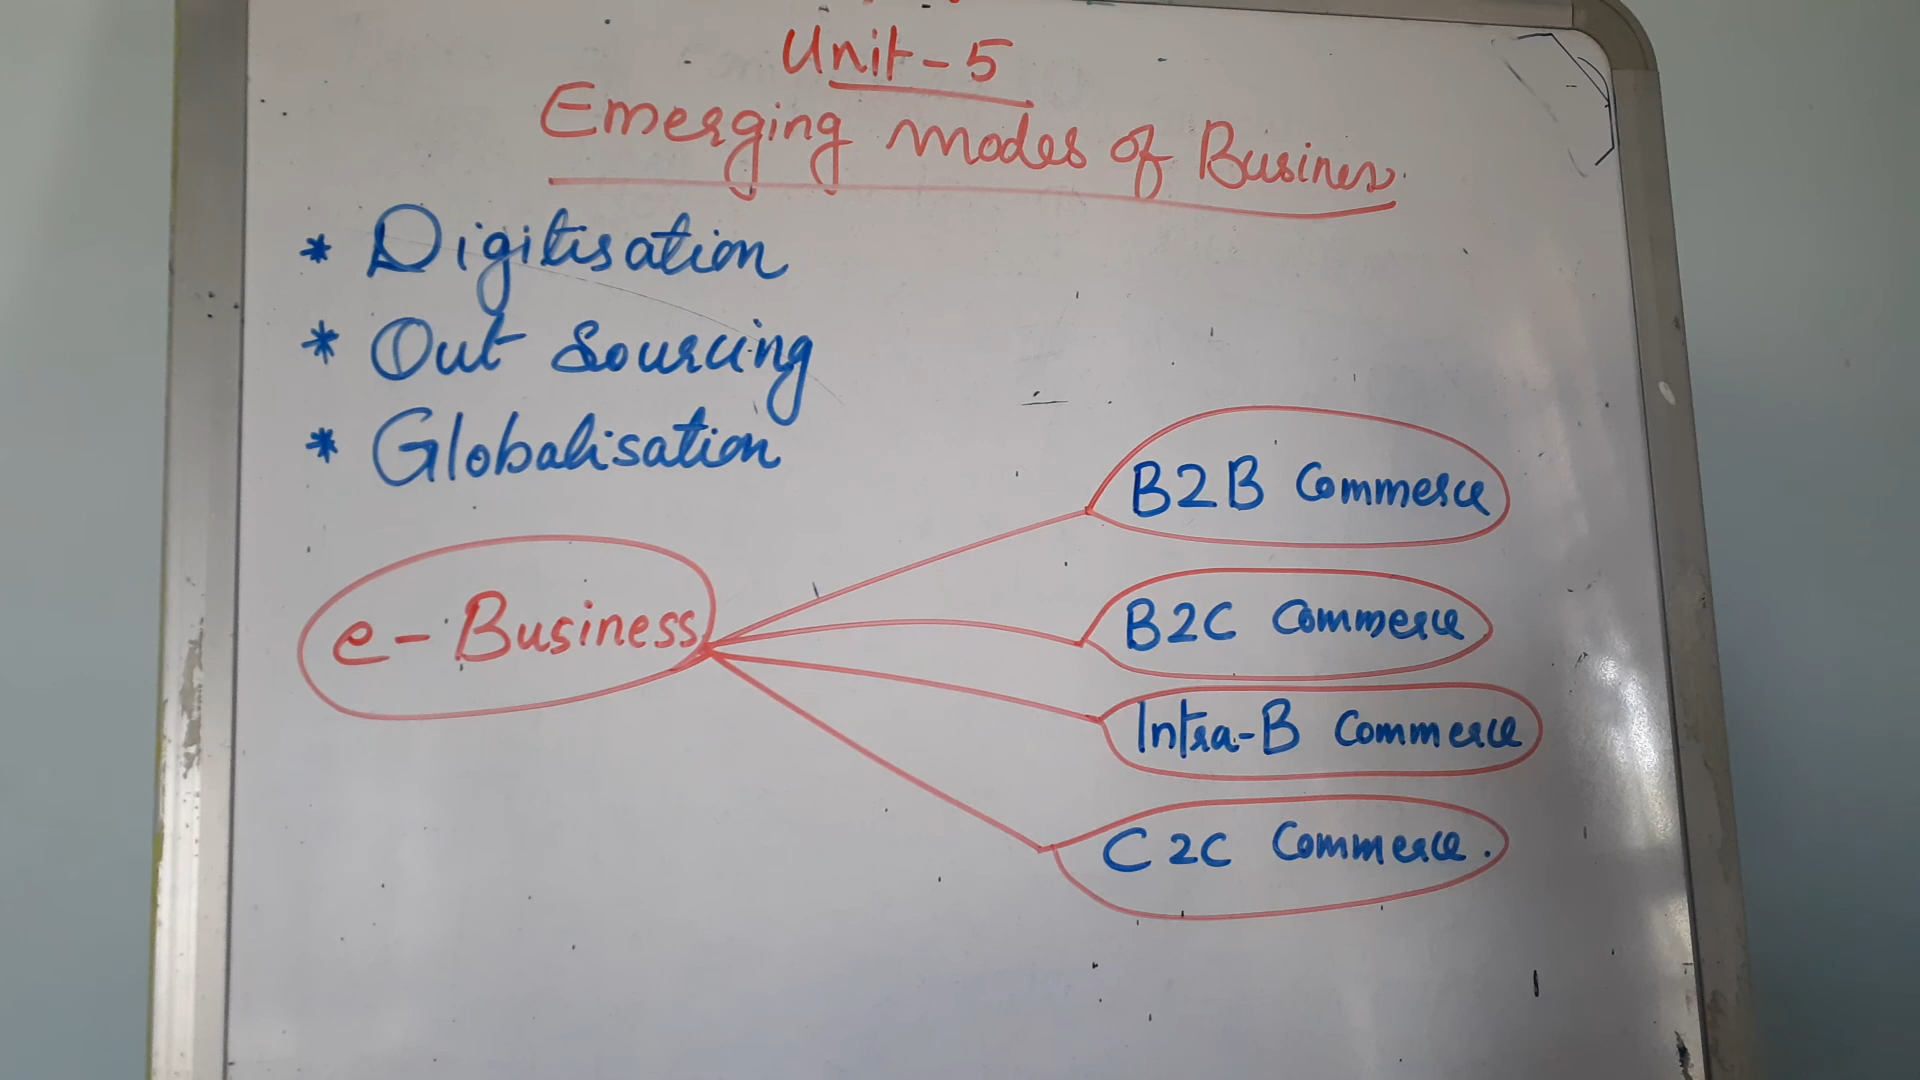 Unit - 5
Emerging modes of Business
* Digitisation
* Out Sourcing
* Globalisation
e - Business
B2B Commerce
B2C Commerce
Intra-B Commerce
C2C Commerce.